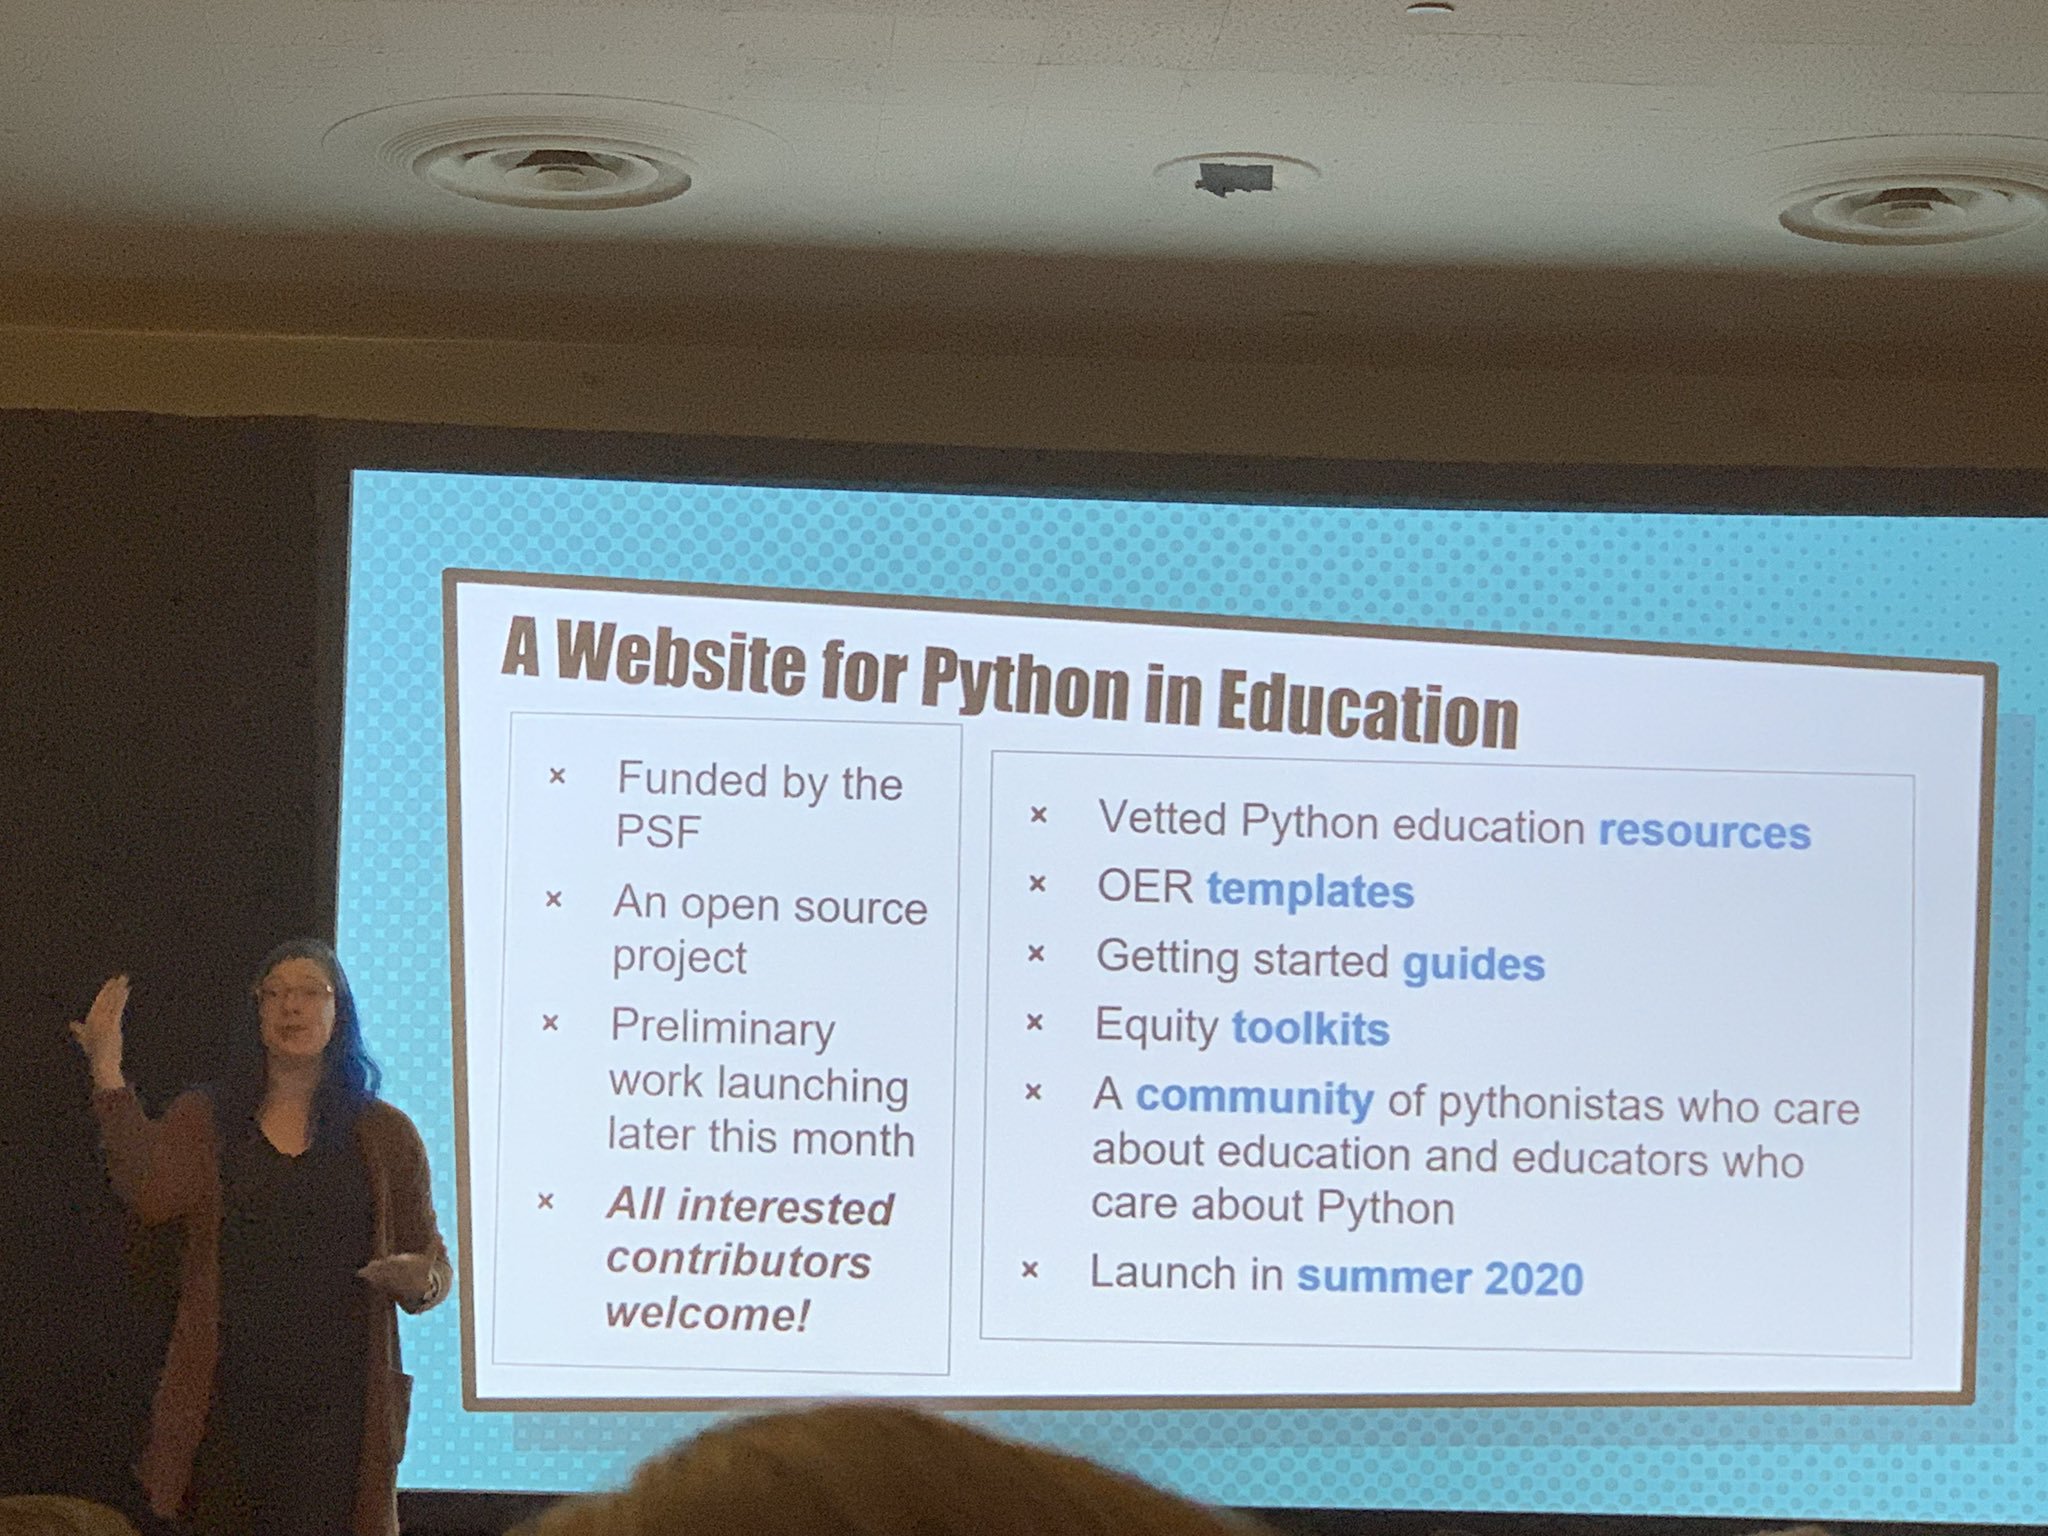 A Website for Python in Education
× Funded by the
PSF
× An open source
project
× Preliminary
work launching
later this month
× All interested
contributors
welcome!
× Vetted Python education resources
× OER templates
× Getting started guides
× Equity toolkits
× A community of pythonistas who care
about education and educators who
care about Python
× Launch in summer 2020